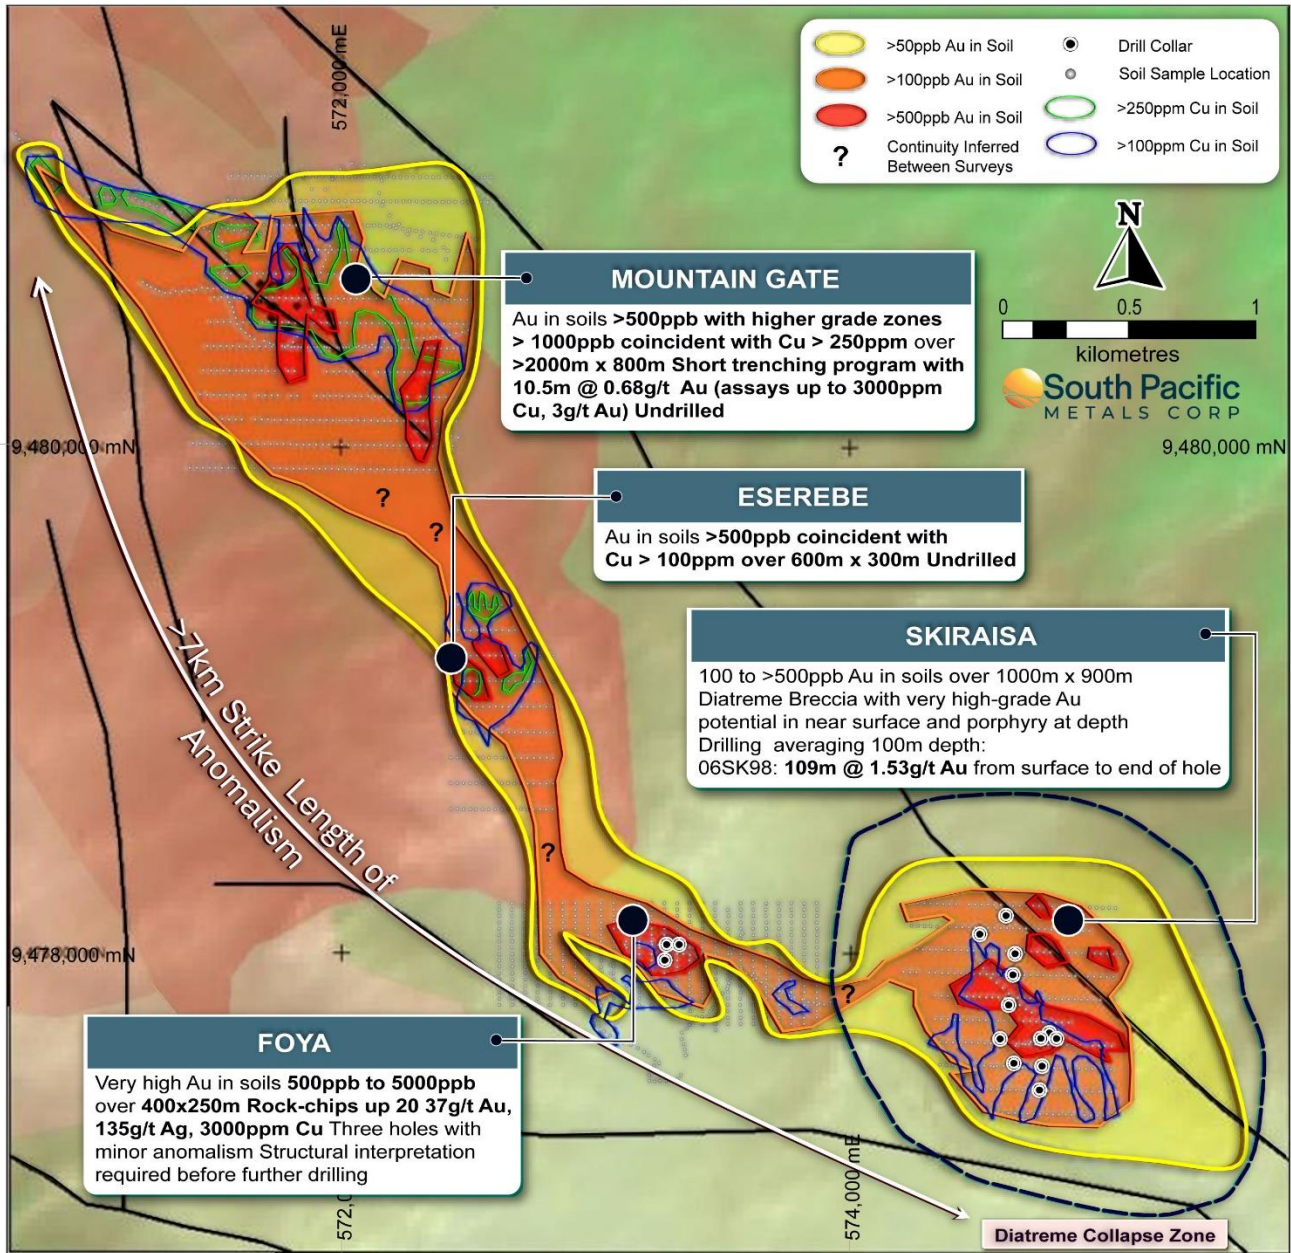 572,000 mE
>50ppb Au in Soil
>100ppb Au in Soil
>500ppb Au in Soil
? Continuity Inferred
Between Surveys
Drill Collar
Soil Sample Location
>250ppm Cu in Soil
>100ppm Cu in Soil
N
0 0.5 1
kilometres
South Pacific
METALS CORP
MOUNTAIN GATE
Au in soils >500ppb with higher grade zones
> 1000ppb coincident with Cu > 250ppm over
>2000m x 800m Short trenching program with
10.5m @ 0.68g/t Au (assays up to 3000ppm
Cu, 3g/t Au) Undrilled
9,480,000 mN
9,480,000 mN
?
?
ESEREBE
Au in soils >500ppb coincident with
Cu > 100ppm over 600m x 300m Undrilled
SKIRAISA
100 to >500ppb Au in soils over 1000m x 900m
Diatreme Breccia with very high-grade Au
potential in near surface and porphyry at depth
Drilling averaging 100m depth:
06SK98: 109m @ 1.53g/t Au from surface to end of hole
>7km Strike Length of
Anomalism
?
?
9,478,000 mN
FOYA
Very high Au in soils 500ppb to 5000ppb
over 400x250m Rock-chips up 20 37g/t Au,
135g/t Ag, 3000ppm Cu Three holes with
minor anomalism Structural interpretation
required before further drilling
572,0
574,000 mE
Diatreme Collapse Zone